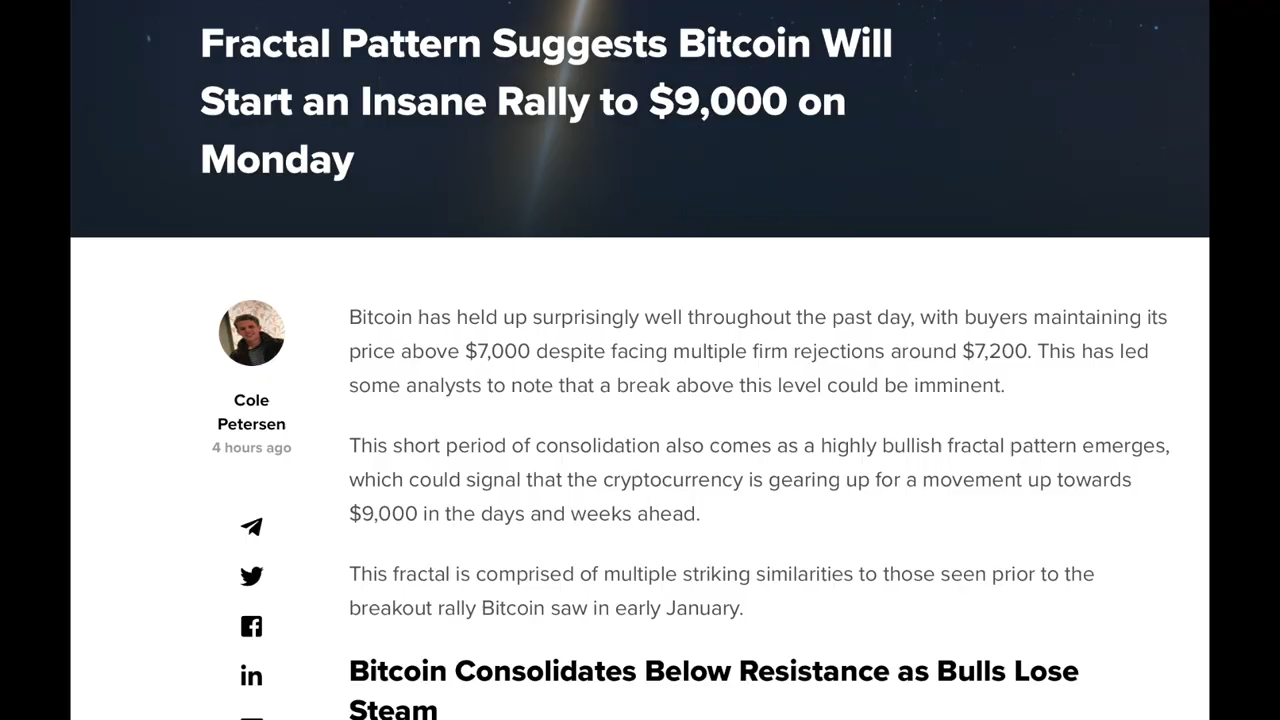 Fractal Pattern Suggests Bitcoin Will
Start an Insane Rally to $9,000 on
Monday
Cole
Petersen
4 hours ago
Bitcoin has held up surprisingly well throughout the past day, with buyers maintaining its
price above $7,000 despite facing multiple firm rejections around $7,200. This has led
some analysts to note that a break above this level could be imminent.
This short period of consolidation also comes as a highly bullish fractal pattern emerges,
which could signal that the cryptocurrency is gearing up for a movement up towards
$9,000 in the days and weeks ahead.
This fractal is comprised of multiple striking similarities to those seen prior to the
breakout rally Bitcoin saw in early January.
Bitcoin Consolidates Below Resistance as Bulls Lose
Steam